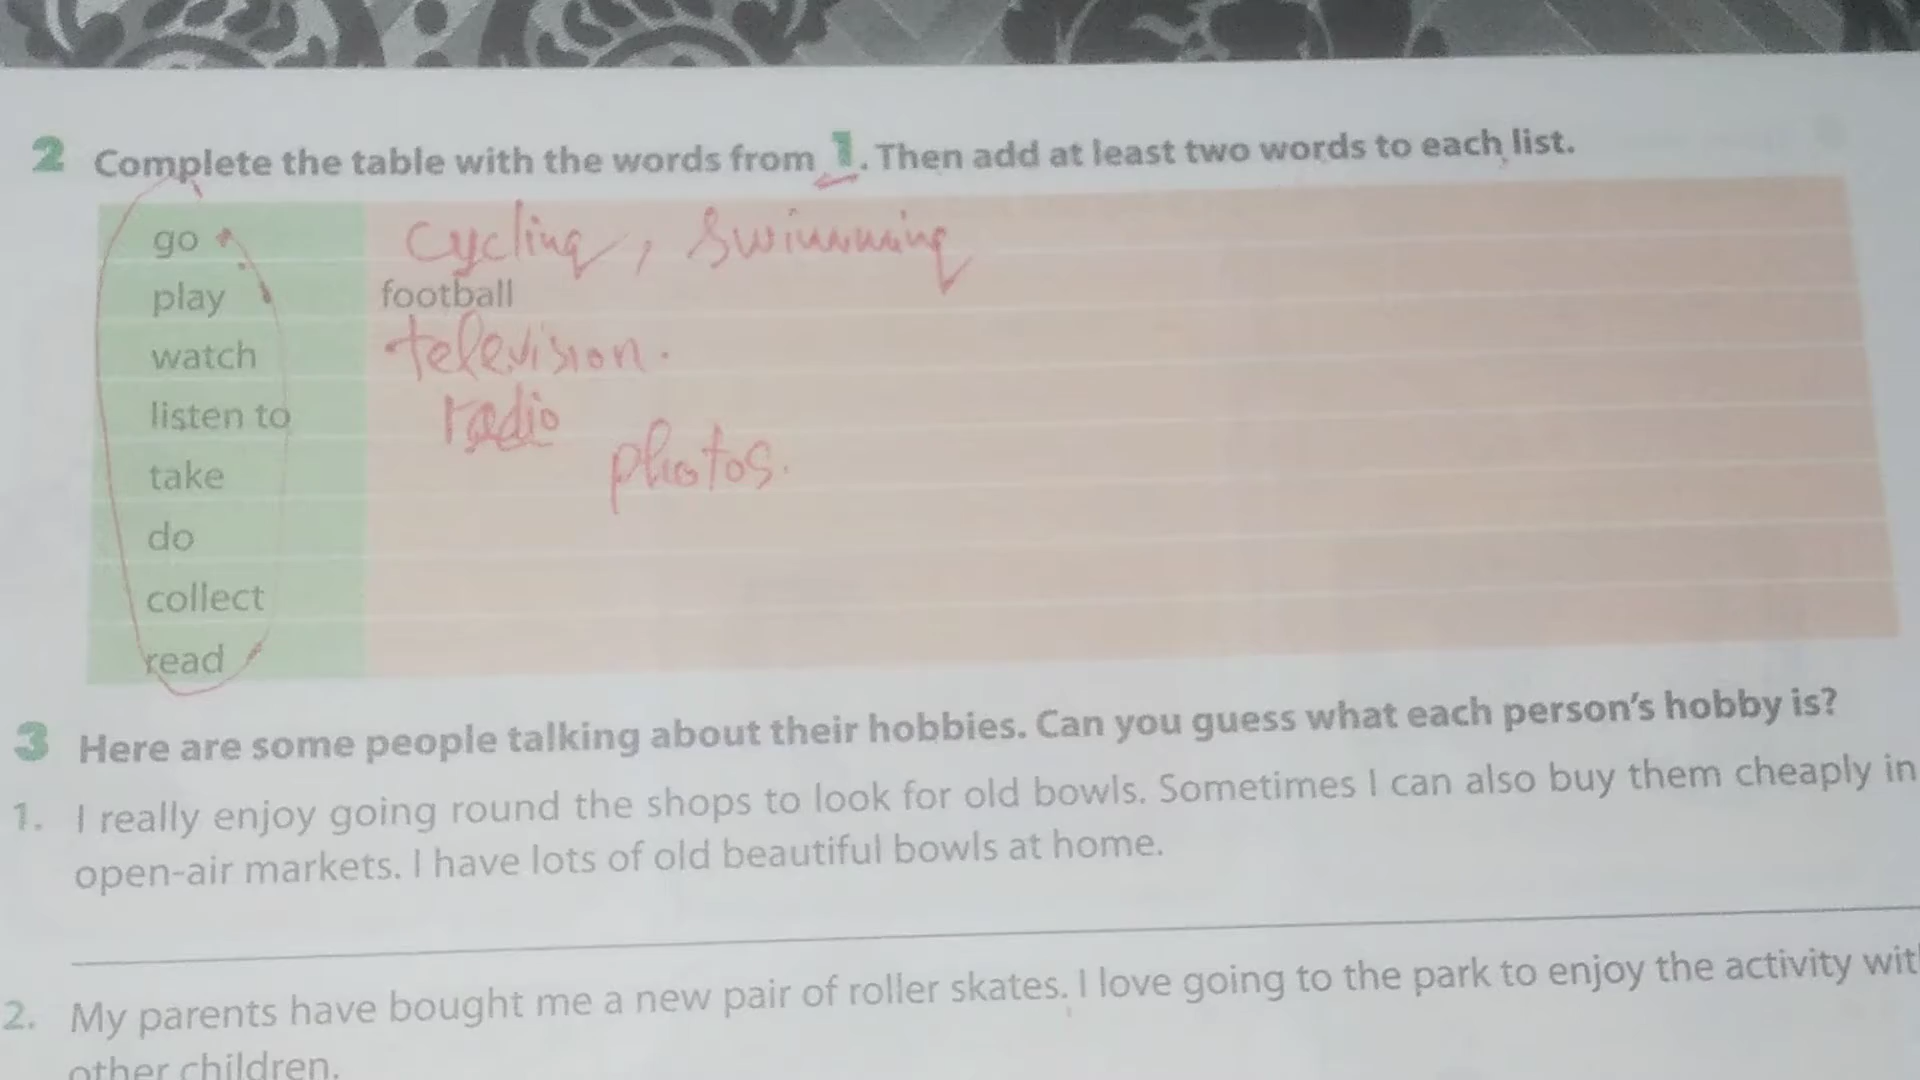 2 Complete the table with the words from 1. Then add at least two words to each list.
go cycling, swimming
play football
watch television.
listen to radio
take photos.
do
collect
read
3 Here are some people talking about their hobbies. Can you guess what each person's hobby is?
1. I really enjoy going round the shops to look for old bowls. Sometimes I can also buy them cheaply in
open-air markets. I have lots of old beautiful bowls at home.
2. My parents have bought me a new pair of roller skates. I love going to the park to enjoy the activity wit
other children.